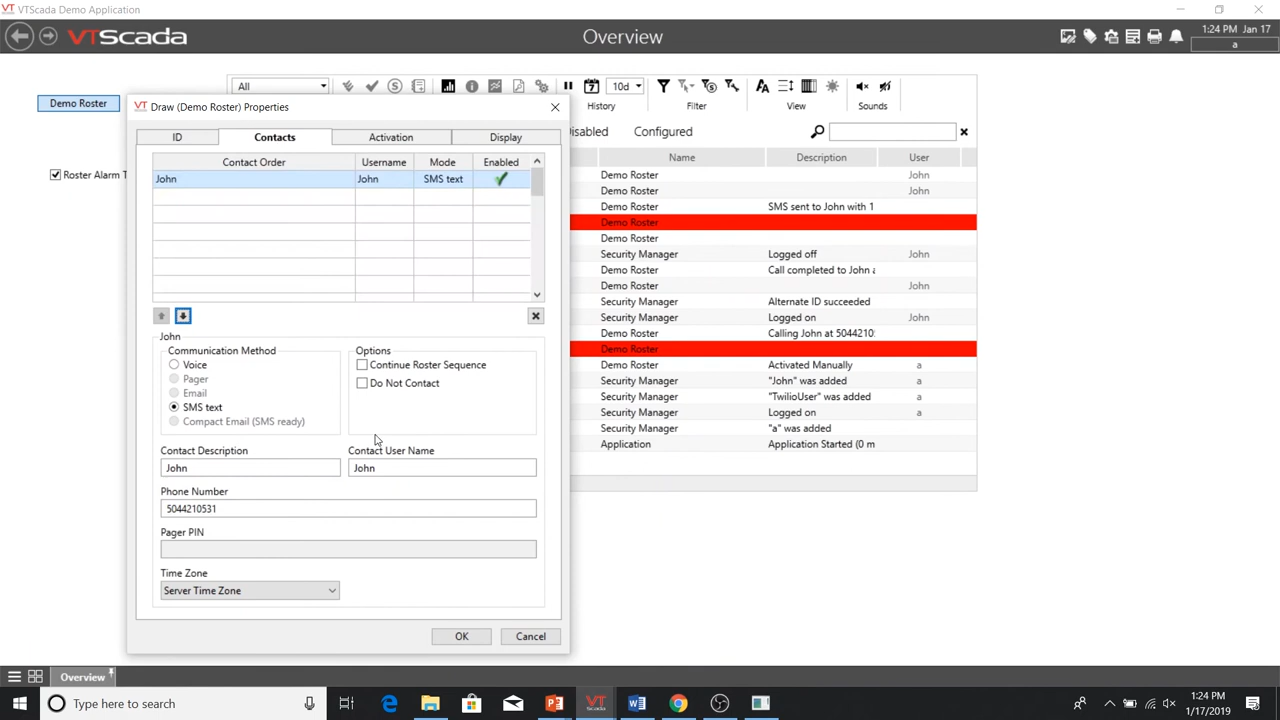 VTScada Demo Application
VTScada
Overview
1:24 PM Jan 17
a
Demo Roster
All
10d
History
Filter
View
Sounds
Draw (Demo Roster) Properties
ID
Contacts
Activation
Display
isabled
Configured
Contact Order
Username
Mode
Enabled
John
John
SMS text
Roster Alarm T
Name
Description
User
Demo Roster
John
Demo Roster
John
Demo Roster
SMS sent to John with 1
Demo Roster
Demo Roster
Security Manager
Logged off
John
Demo Roster
Call completed to John a
Demo Roster
John
Security Manager
Alternate ID succeeded
Security Manager
Logged on
John
Demo Roster
Calling John at 5044210:
Demo Roster
Demo Roster
Activated Manually
a
Security Manager
"John" was added
a
Security Manager
"TwilioUser" was added
a
Security Manager
Logged on
a
Security Manager
"a" was added
Application
Application Started (0 m
John
Communication Method
Voice
Pager
Email
SMS text
Compact Email (SMS ready)
Options
Continue Roster Sequence
Do Not Contact
Contact Description
Contact User Name
John
John
Phone Number
5044210531
Pager PIN
Time Zone
Server Time Zone
OK
Cancel
Overview
Type here to search
1:24 PM
1/17/2019